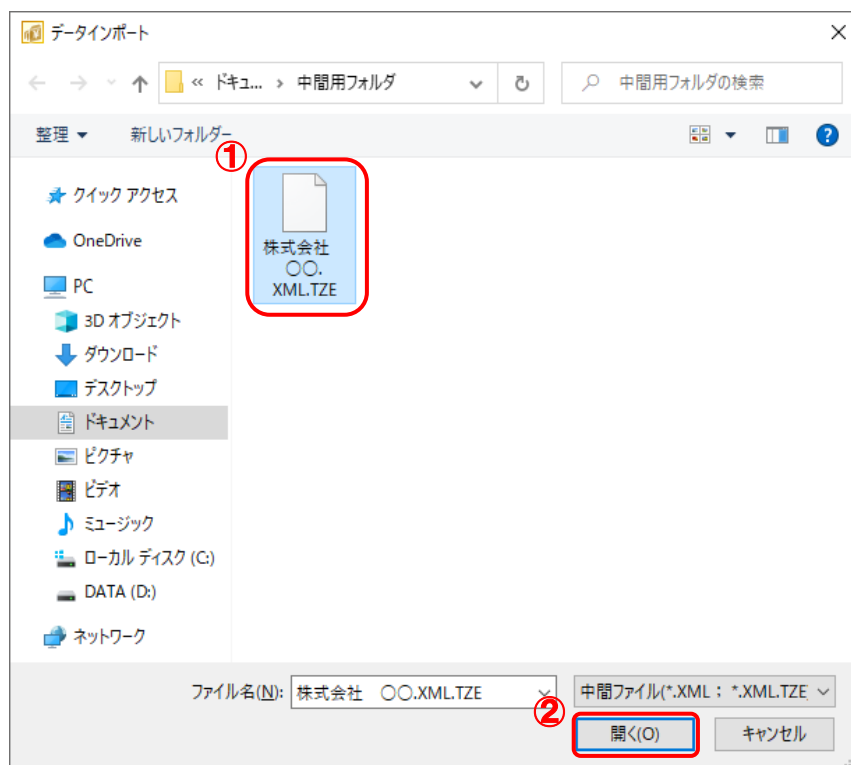 データインポート
« ドキュ... › 中間用フォルダ
中間用フォルダの検索
整理 新しいフォルダー
①
クイック アクセス
OneDrive
PC
3D オブジェクト
ダウンロード
デスクトップ
ドキュメント
ピクチャ
ビデオ
ミュージック
ローカル ディスク (C:)
DATA (D:)
ネットワーク
株式会社
○○.
XML.TZE
ファイル名(N): 株式会社　○○.XML.TZE
中間ファイル(*.XML ; *.XML.TZE
②
開く(O) キャンセル